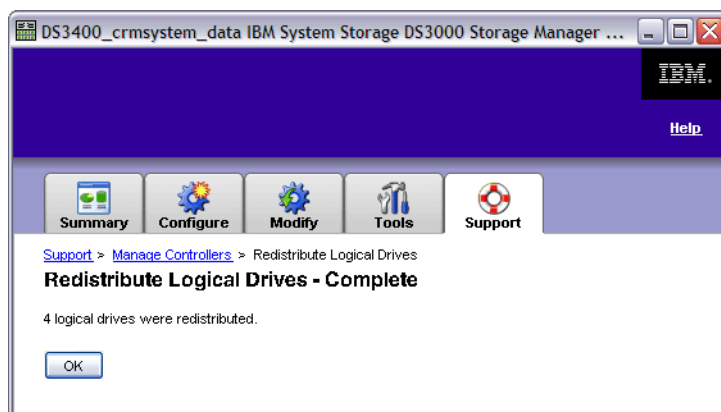 DS3400_crmsystem_data IBM System Storage DS3000 Storage Manager ...
IBM.
Help
Summary
Configure
Modify
Tools
Support
Support > Manage Controllers > Redistribute Logical Drives
Redistribute Logical Drives - Complete
4 logical drives were redistributed.
OK